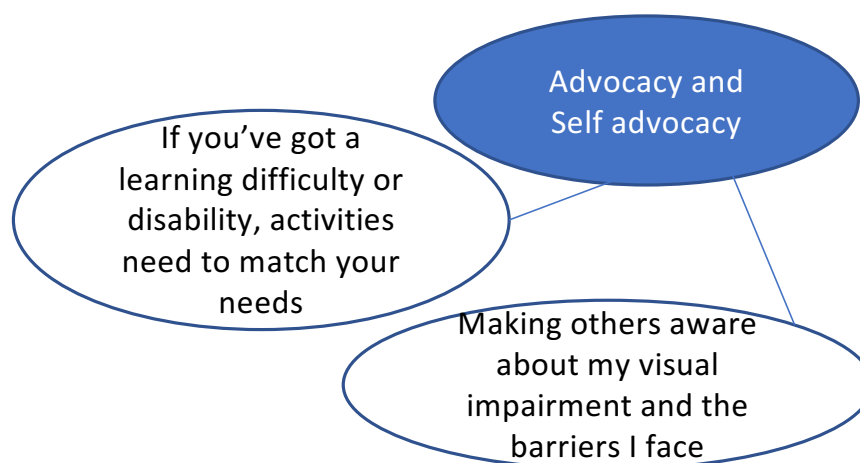 Advocacy and
Self advocacy
If you’ve got a
learning difficulty or
disability, activities
need to match your
needs
Making others aware
about my visual
impairment and the
barriers I face